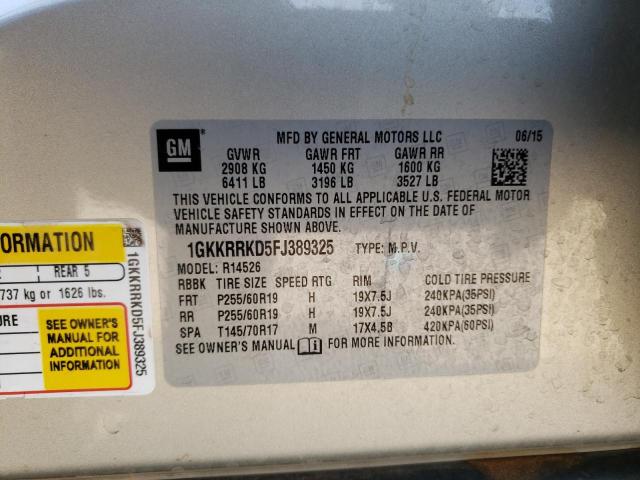 GM
MFD BY GENERAL MOTORS LLC 06/15
GVWR GAWR FRT GAWR RR
2908 KG 1450 KG 1600 KG
6411 LB 3196 LB 3527 LB
THIS VEHICLE CONFORMS TO ALL APPLICABLE U.S. FEDERAL MOTOR
VEHICLE SAFETY STANDARDS IN EFFECT ON THE DATE OF
MANUFACTURE SHOWN ABOVE.
1GKKRRKD5FJ389325 TYPE: M.P.V.
MODEL: R14526
RBBK TIRE SIZE SPEED RTG RIM COLD TIRE PRESSURE
FRT P255/60R19 H 19X7.5J 240KPA(35PSI)
RR P255/60R19 H 19X7.5J 240KPA(35PSI)
SPA T145/70R17 M 17X4.5B 420KPA(60PSI)
SEE OWNER'S MANUAL i FOR MORE INFORMATION.
ORMATION
REAR 5
737 kg or 1626 lbs.
URE
SEE OWNER'S
MANUAL FOR
ADDITIONAL
INFORMATION
1GKKRRKD5FJ389325